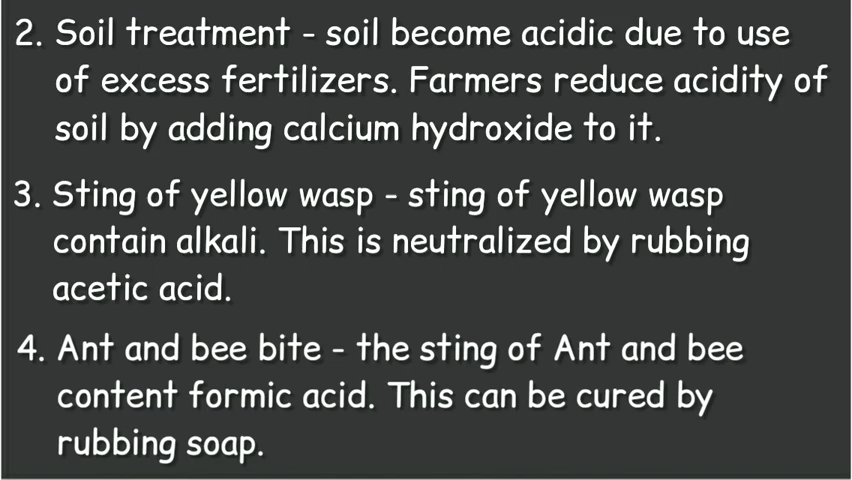 2. Soil treatment - soil become acidic due to use
of excess fertilizers. Farmers reduce acidity of
soil by adding calcium hydroxide to it.
3. Sting of yellow wasp - sting of yellow wasp
contain alkali. This is neutralized by rubbing
acetic acid.
4. Ant and bee bite - the sting of Ant and bee
content formic acid. This can be cured by
rubbing soap.